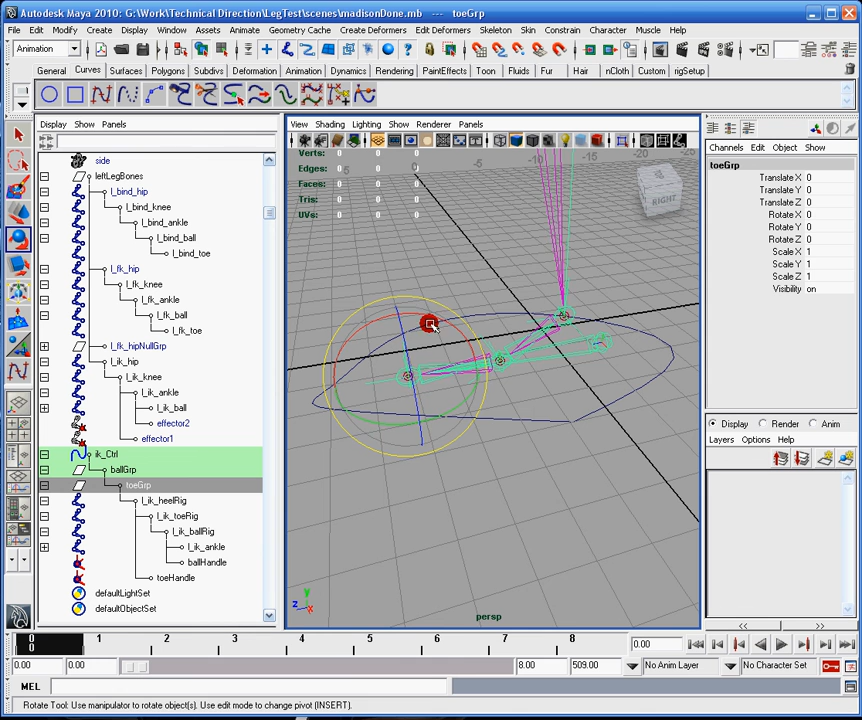 Autodesk Maya 2010: G:\Work\Technical Direction\LegTest\scenes\madisonDone.mb --- toeGrp
File Edit Modify Create Display Window Assets Animate Geometry Cache Create Deformers Edit Deformers Skeleton Skin Constraint Character Muscle Help
Animation
General Curves Surfaces Polygons Subdivs Deformation Animation Dynamics Rendering PaintEffects Toon Fluids Fur Hair nCloth Custom rigSetup
Display Show Panels
View Shading Lighting Show Renderer Panels
Channels Edit Object Show
side
leftLegBones
l_bind_hip
l_bind_knee
l_bind_ankle
l_bind_ball
l_bind_toe
l_fk_hip
l_fk_knee
l_fk_ankle
l_fk_ball
l_fk_toe
l_fk_hipNullGrp
l_ik_hip
l_ik_knee
l_ik_ankle
l_ik_ball
effector2
effector1
ik_Ctrl
ballGrp
toeGrp
l_ik_heelRig
l_ik_toeRig
l_ik_ballRig
l_ik_ankle
ballHandle
toeHandle
defaultLightSet
defaultObjectSet
Verts: 0 0 0
Edges: 0 0 0
Faces: 0 0 0
Tris: 0 0 0
UVs: 0 0 0
5
0
-5
-10
-15
-20
RIGHT
y
z
x
persp
toeGrp
Translate X 0
Translate Y 0
Translate Z 0
Rotate X 0
Rotate Y 0
Rotate Z 0
Scale X 1
Scale Y 1
Scale Z 1
Visibility on
Display Render Anim
Layers Options Help
0 1 2 3 4 5 6 7 8
0
0.00
0.00 0.00 8.00 509.00 No Anim Layer No Character Set
MEL
Rotate Tool: Use manipulator to rotate object(s). Use edit mode to change pivot (INSERT).